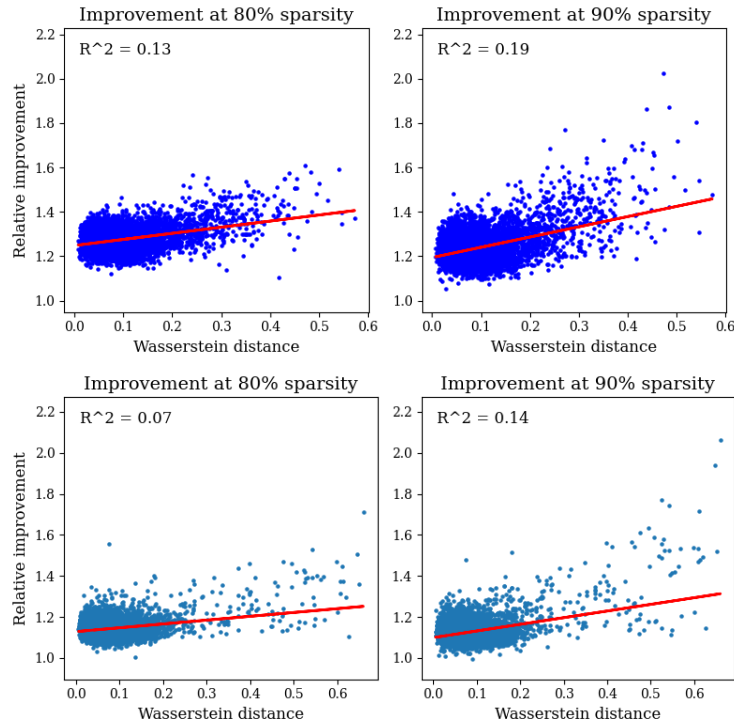 Improvement at 80% sparsity
Improvement at 90% sparsity
2.2
2.0
1.8
1.6
1.4
1.2
1.0
Relative improvement
R^2 = 0.13
R^2 = 0.19
0.0 0.1 0.2 0.3 0.4 0.5 0.6
0.0 0.1 0.2 0.3 0.4 0.5 0.6
2.2
2.0
1.8
1.6
1.4
1.2
1.0
Wasserstein distance
Wasserstein distance
Improvement at 80% sparsity
Improvement at 90% sparsity
2.2
2.0
1.8
1.6
1.4
1.2
1.0
Relative improvement
R^2 = 0.07
R^2 = 0.14
2.2
2.0
1.8
1.6
1.4
1.2
1.0
0.0 0.1 0.2 0.3 0.4 0.5 0.6
0.0 0.1 0.2 0.3 0.4 0.5 0.6
Wasserstein distance
Wasserstein distance